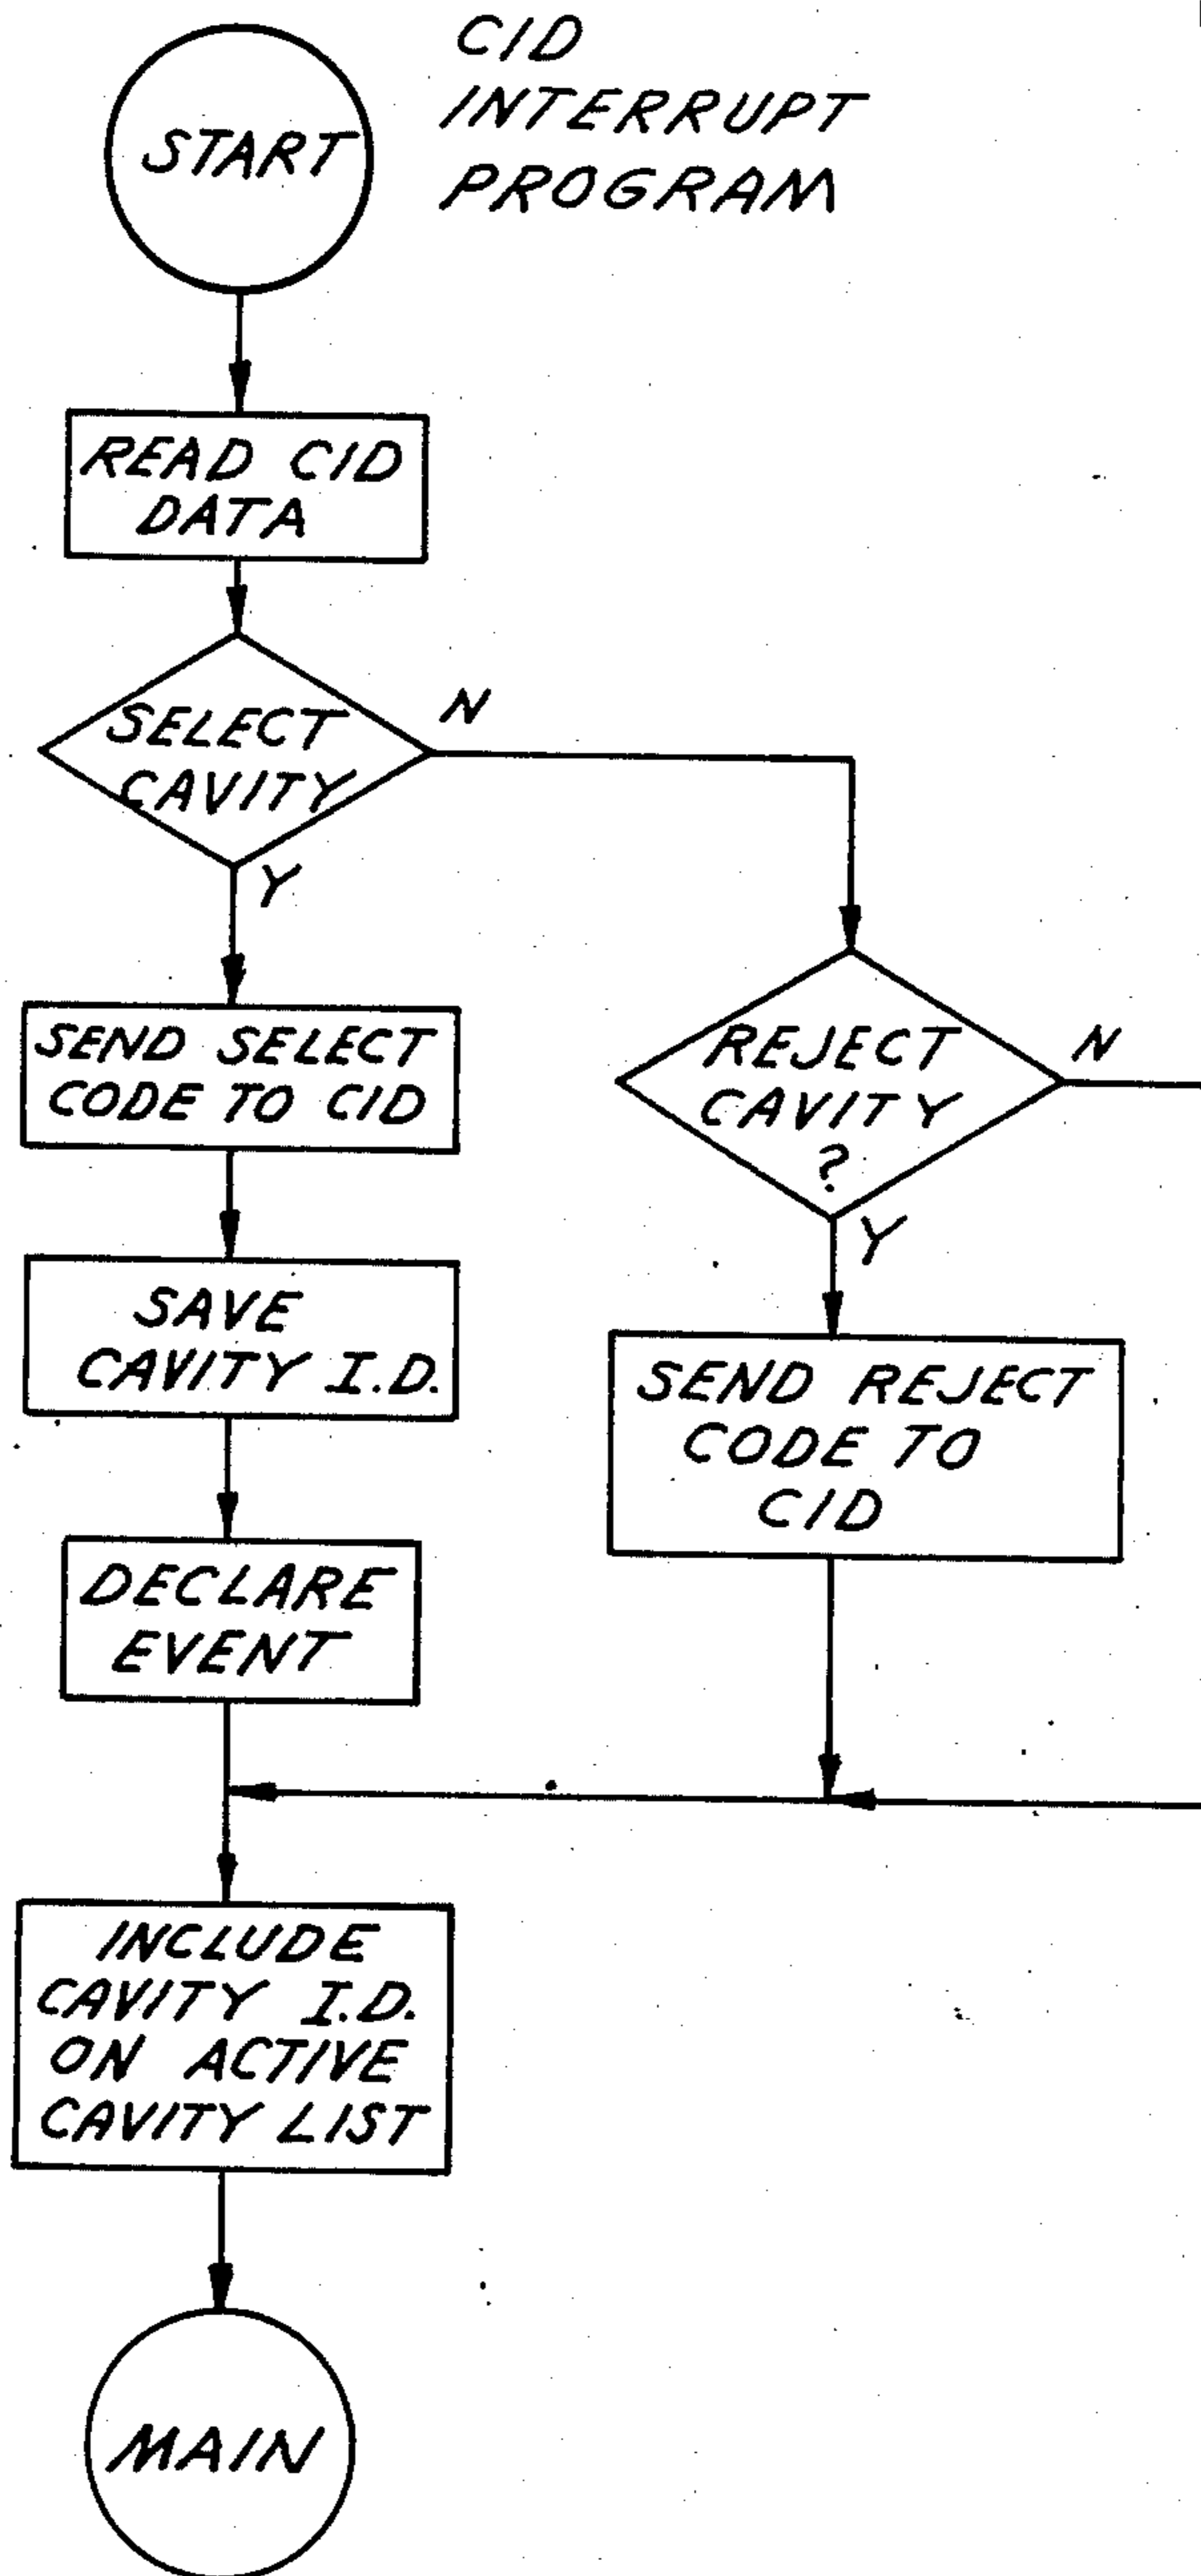 CID
INTERRUPT
PROGRAM
START
READ CID
DATA
SELECT
CAVITY
N
Y
SEND SELECT
CODE TO CID
REJECT
CAVITY
?
N
Y
SAVE
CAVITY I.D.
SEND REJECT
CODE TO
CID
DECLARE
EVENT
INCLUDE
CAVITY I.D.
ON ACTIVE
CAVITY LIST
MAIN